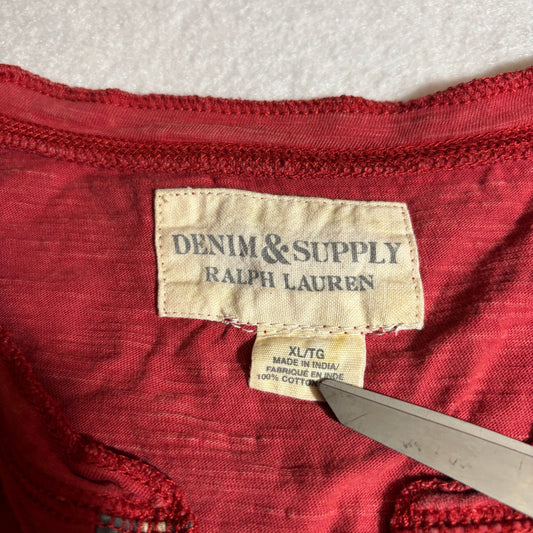 DENIM & SUPPLY
RALPH LAUREN
XL/TG
MADE IN INDIA/
FABRIQUÉ EN INDE
100% COTTON